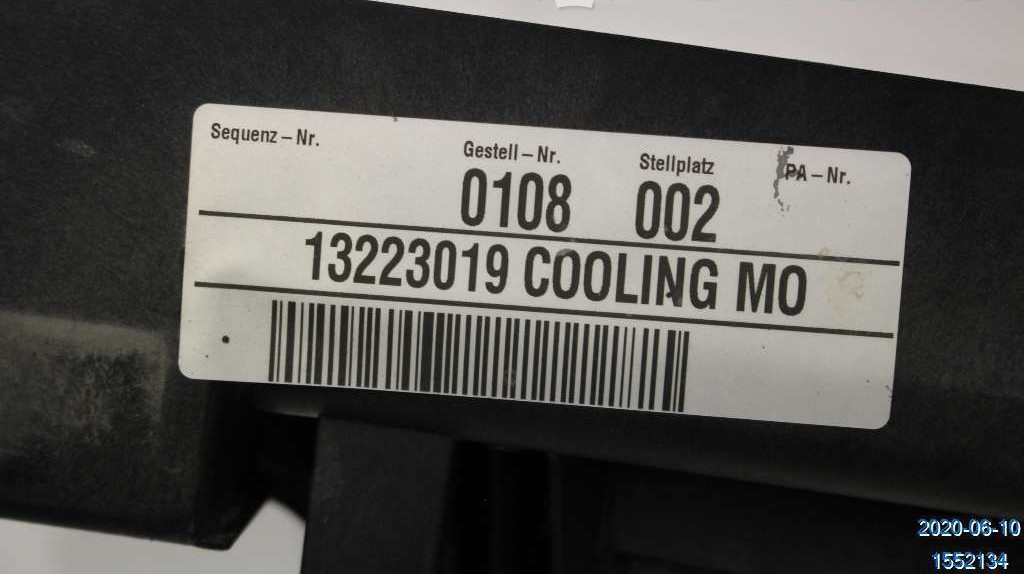 Sequenz – Nr. Gestell – Nr. Stellplatz PA – Nr.
0108 002
13223019 COOLING MO
2020-06-10
1552134